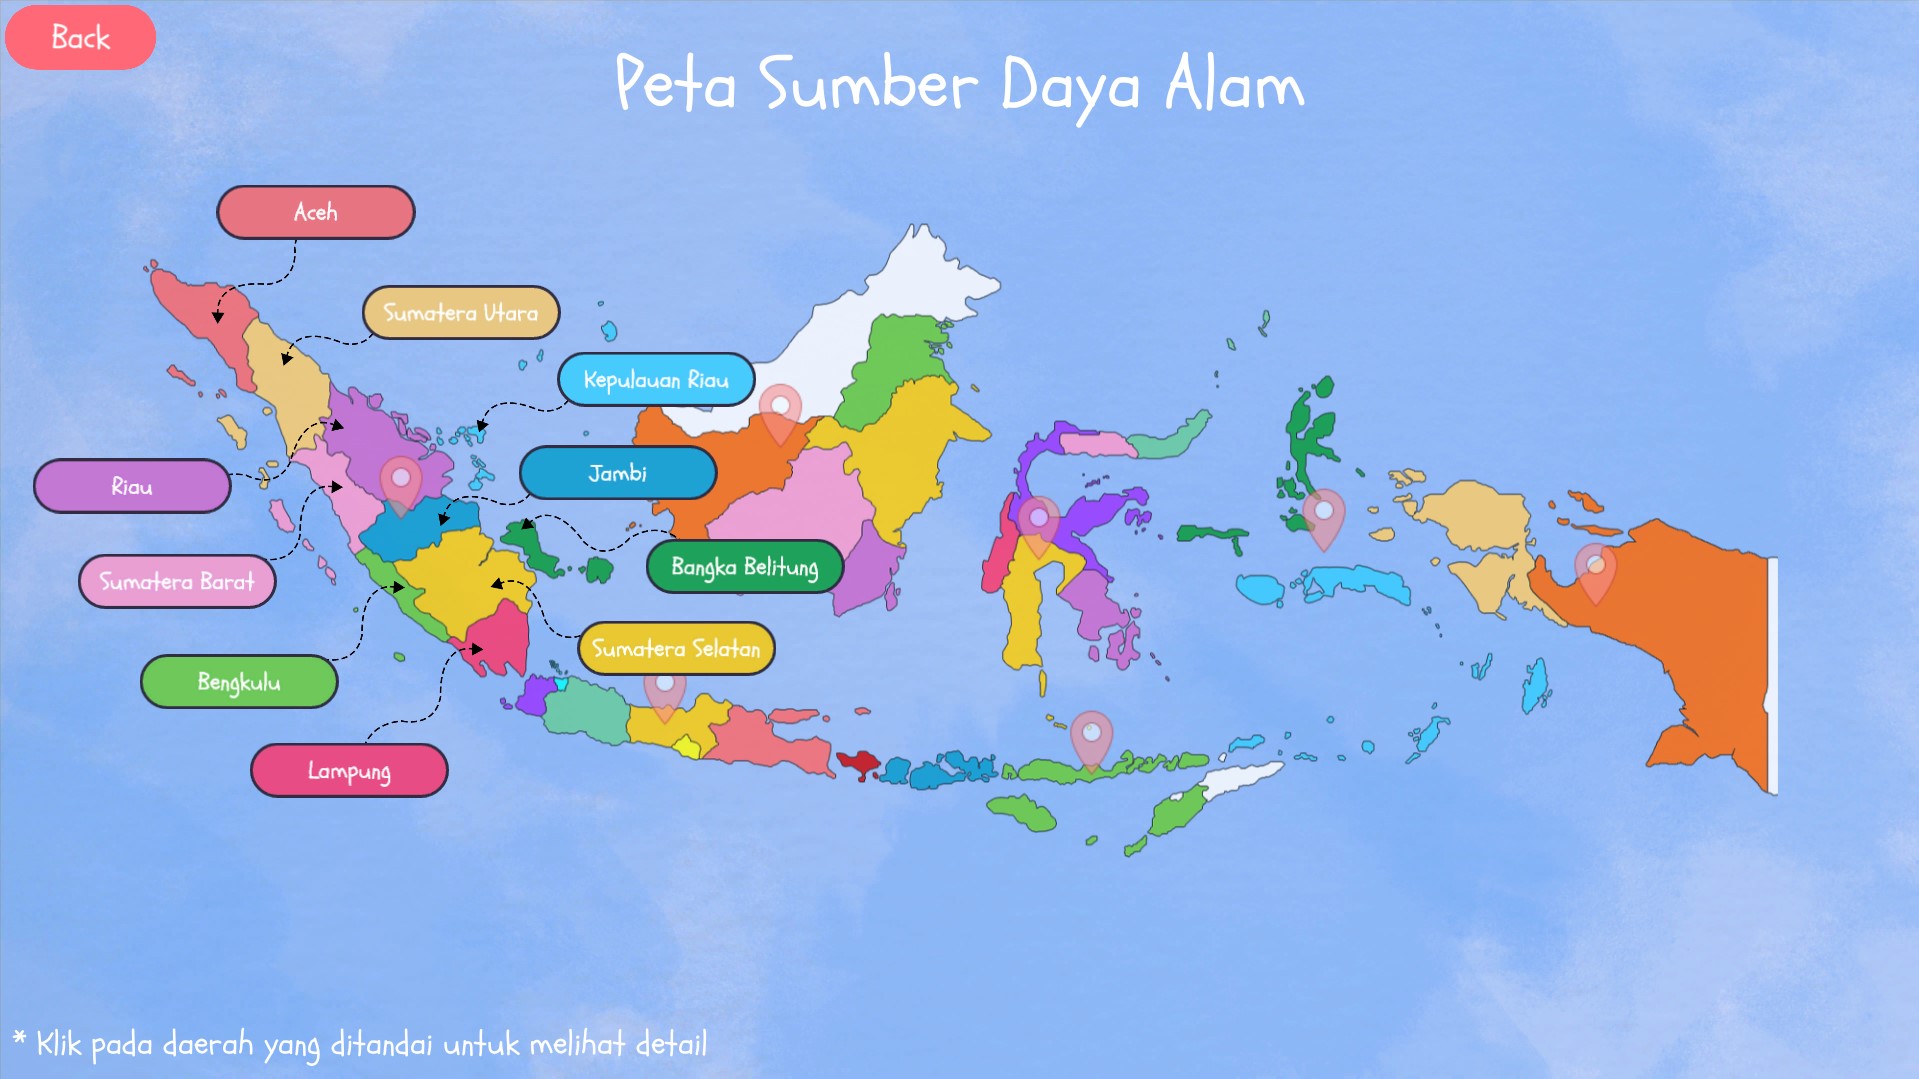 Back
Peta Sumber Daya Alam
Aceh
Sumatera Utara
Kepulauan Riau
Riau
Jambi
Bangka Belitung
Sumatera Barat
Sumatera Selatan
Bengkulu
Lampung
* Klik pada daerah yang ditandai untuk melihat detail